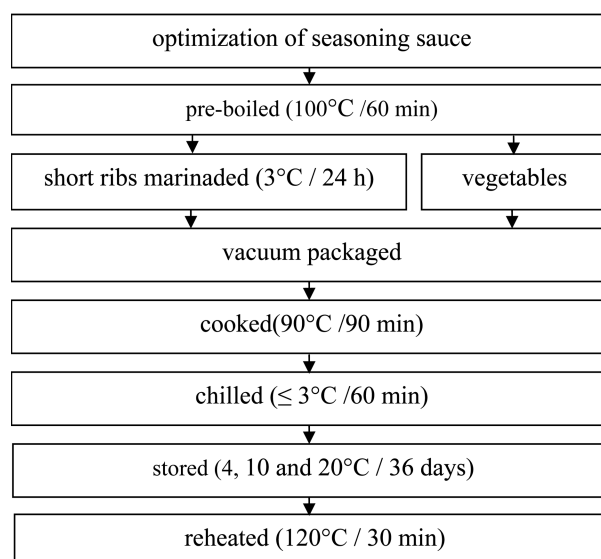 optimization of seasoning sauce
pre-boiled (100°C /60 min)
short ribs marinaded (3°C / 24 h)
vegetables
vacuum packaged
cooked(90°C /90 min)
chilled (≤ 3°C /60 min)
stored (4, 10 and 20°C / 36 days)
reheated (120°C / 30 min)